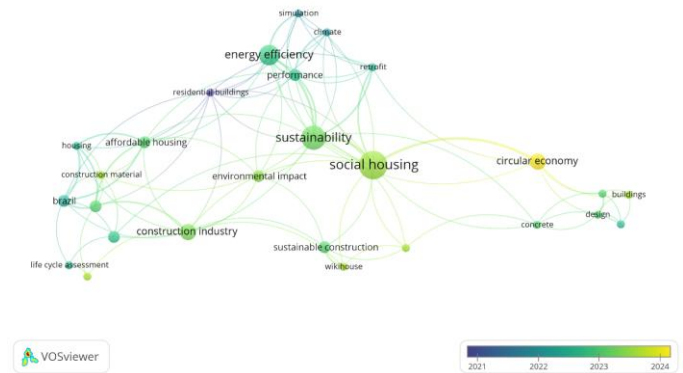 simulation
climate
energy efficiency
retrofit
performance
residential buildings
sustainability
affordable housing
housing
social housing
circular economy
construction material
environmental impact
buildings
brazil
design
concrete
construction industry
sustainable construction
life cycle assessment
wikihouse
VOSviewer
2021 2022 2023 2024